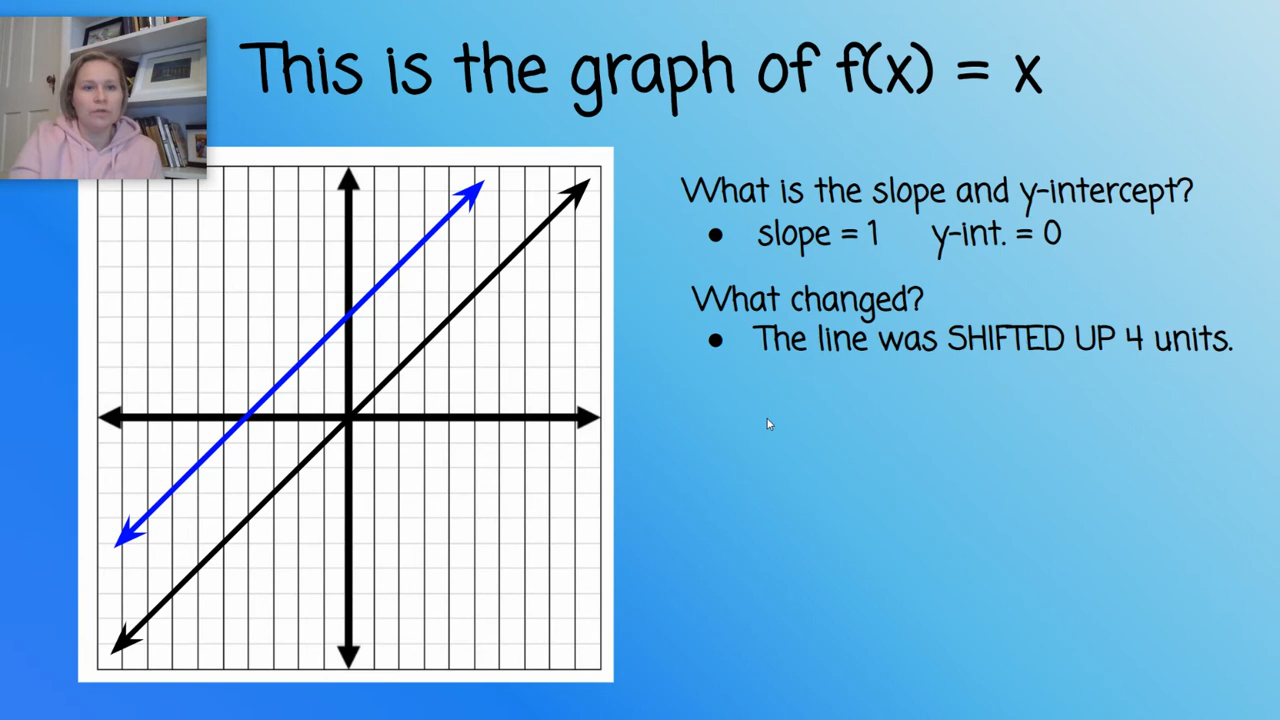 This is the graph of f(x) = x
What is the slope and y-intercept?
● slope = 1 y-int. = 0
What changed?
● The line was SHIFTED UP 4 units.